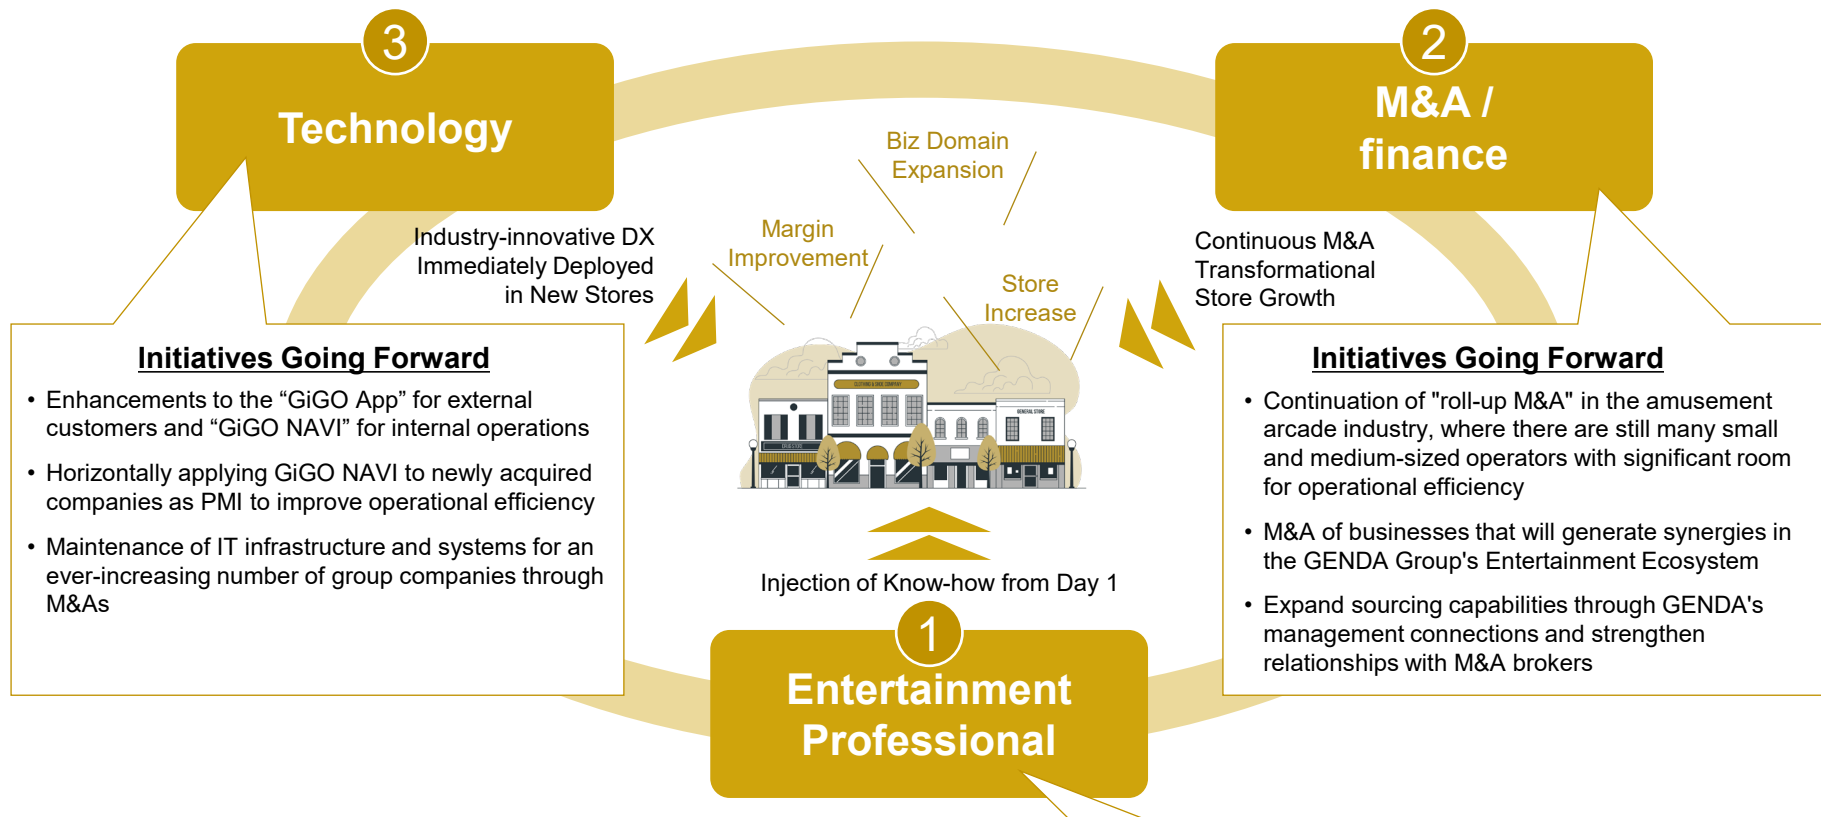 3
Technology
2
M&A /
finance
Biz Domain
Expansion
Margin
Improvement
Store
Increase
Industry-innovative DX
Immediately Deployed
in New Stores
Continuous M&A
Transformational
Store Growth
Initiatives Going Forward
• Enhancements to the “GiGO App” for external
customers and “GiGO NAVI” for internal operations
• Horizontally applying GiGO NAVI to newly acquired
companies as PMI to improve operational efficiency
• Maintenance of IT infrastructure and systems for an
ever-increasing number of group companies through
M&As
Initiatives Going Forward
• Continuation of "roll-up M&A" in the amusement
arcade industry, where there are still many small
and medium-sized operators with significant room
for operational efficiency
• M&A of businesses that will generate synergies in
the GENDA Group's Entertainment Ecosystem
• Expand sourcing capabilities through GENDA's
management connections and strengthen
relationships with M&A brokers
CLOTHING & SHOE COMPANY
GENERAL STORE
Injection of Know-how from Day 1
1
Entertainment
Professional